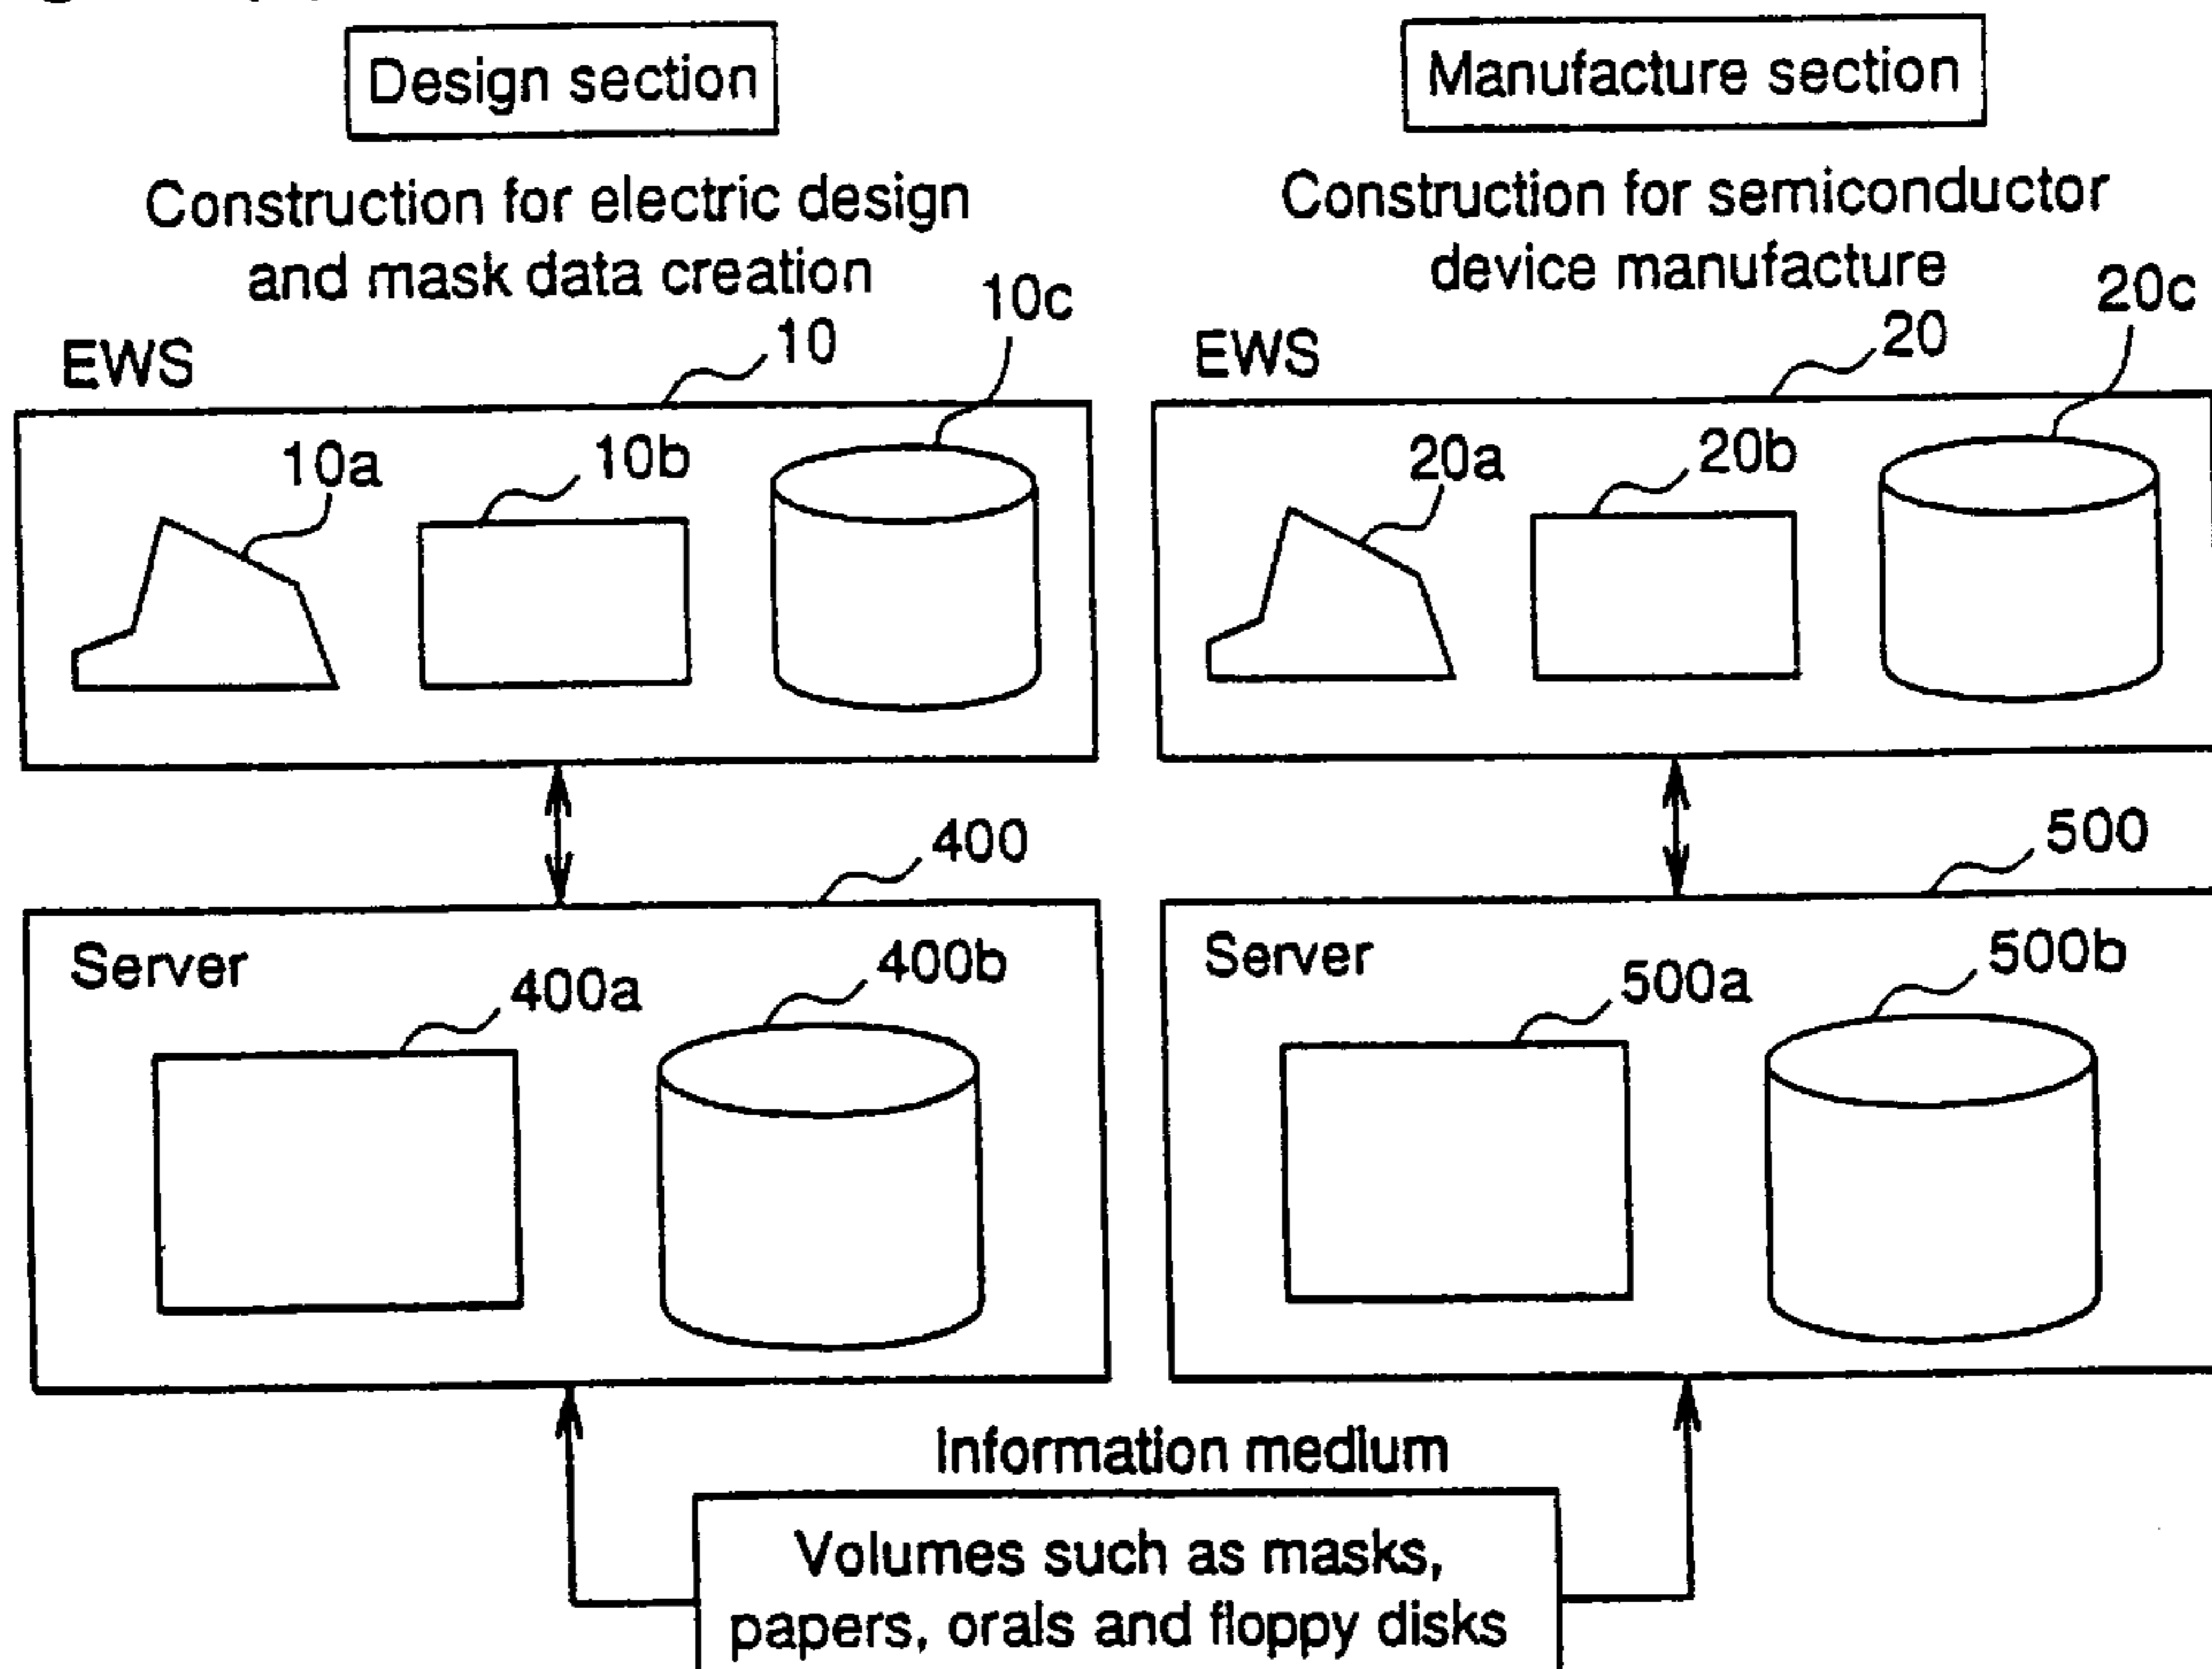 Design section
Manufacture section
Construction for electric design
and mask data creation
Construction for semiconductor
device manufacture
10c
20c
EWS
10
EWS
20
10a
10b
20a
20b
400
500
Server
400a
400b
Server
500a
500b
Information medium
Volumes such as masks,
papers, orals and floppy disks